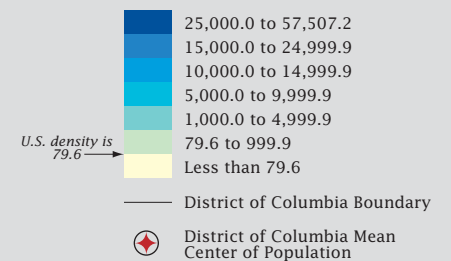 25,000.0 to 57,507.2
15,000.0 to 24,999.9
10,000.0 to 14,999.9
5,000.0 to 9,999.9
1,000.0 to 4,999.9
U.S. density is
79.6
79.6 to 999.9
Less than 79.6
District of Columbia Boundary
District of Columbia Mean
Center of Population